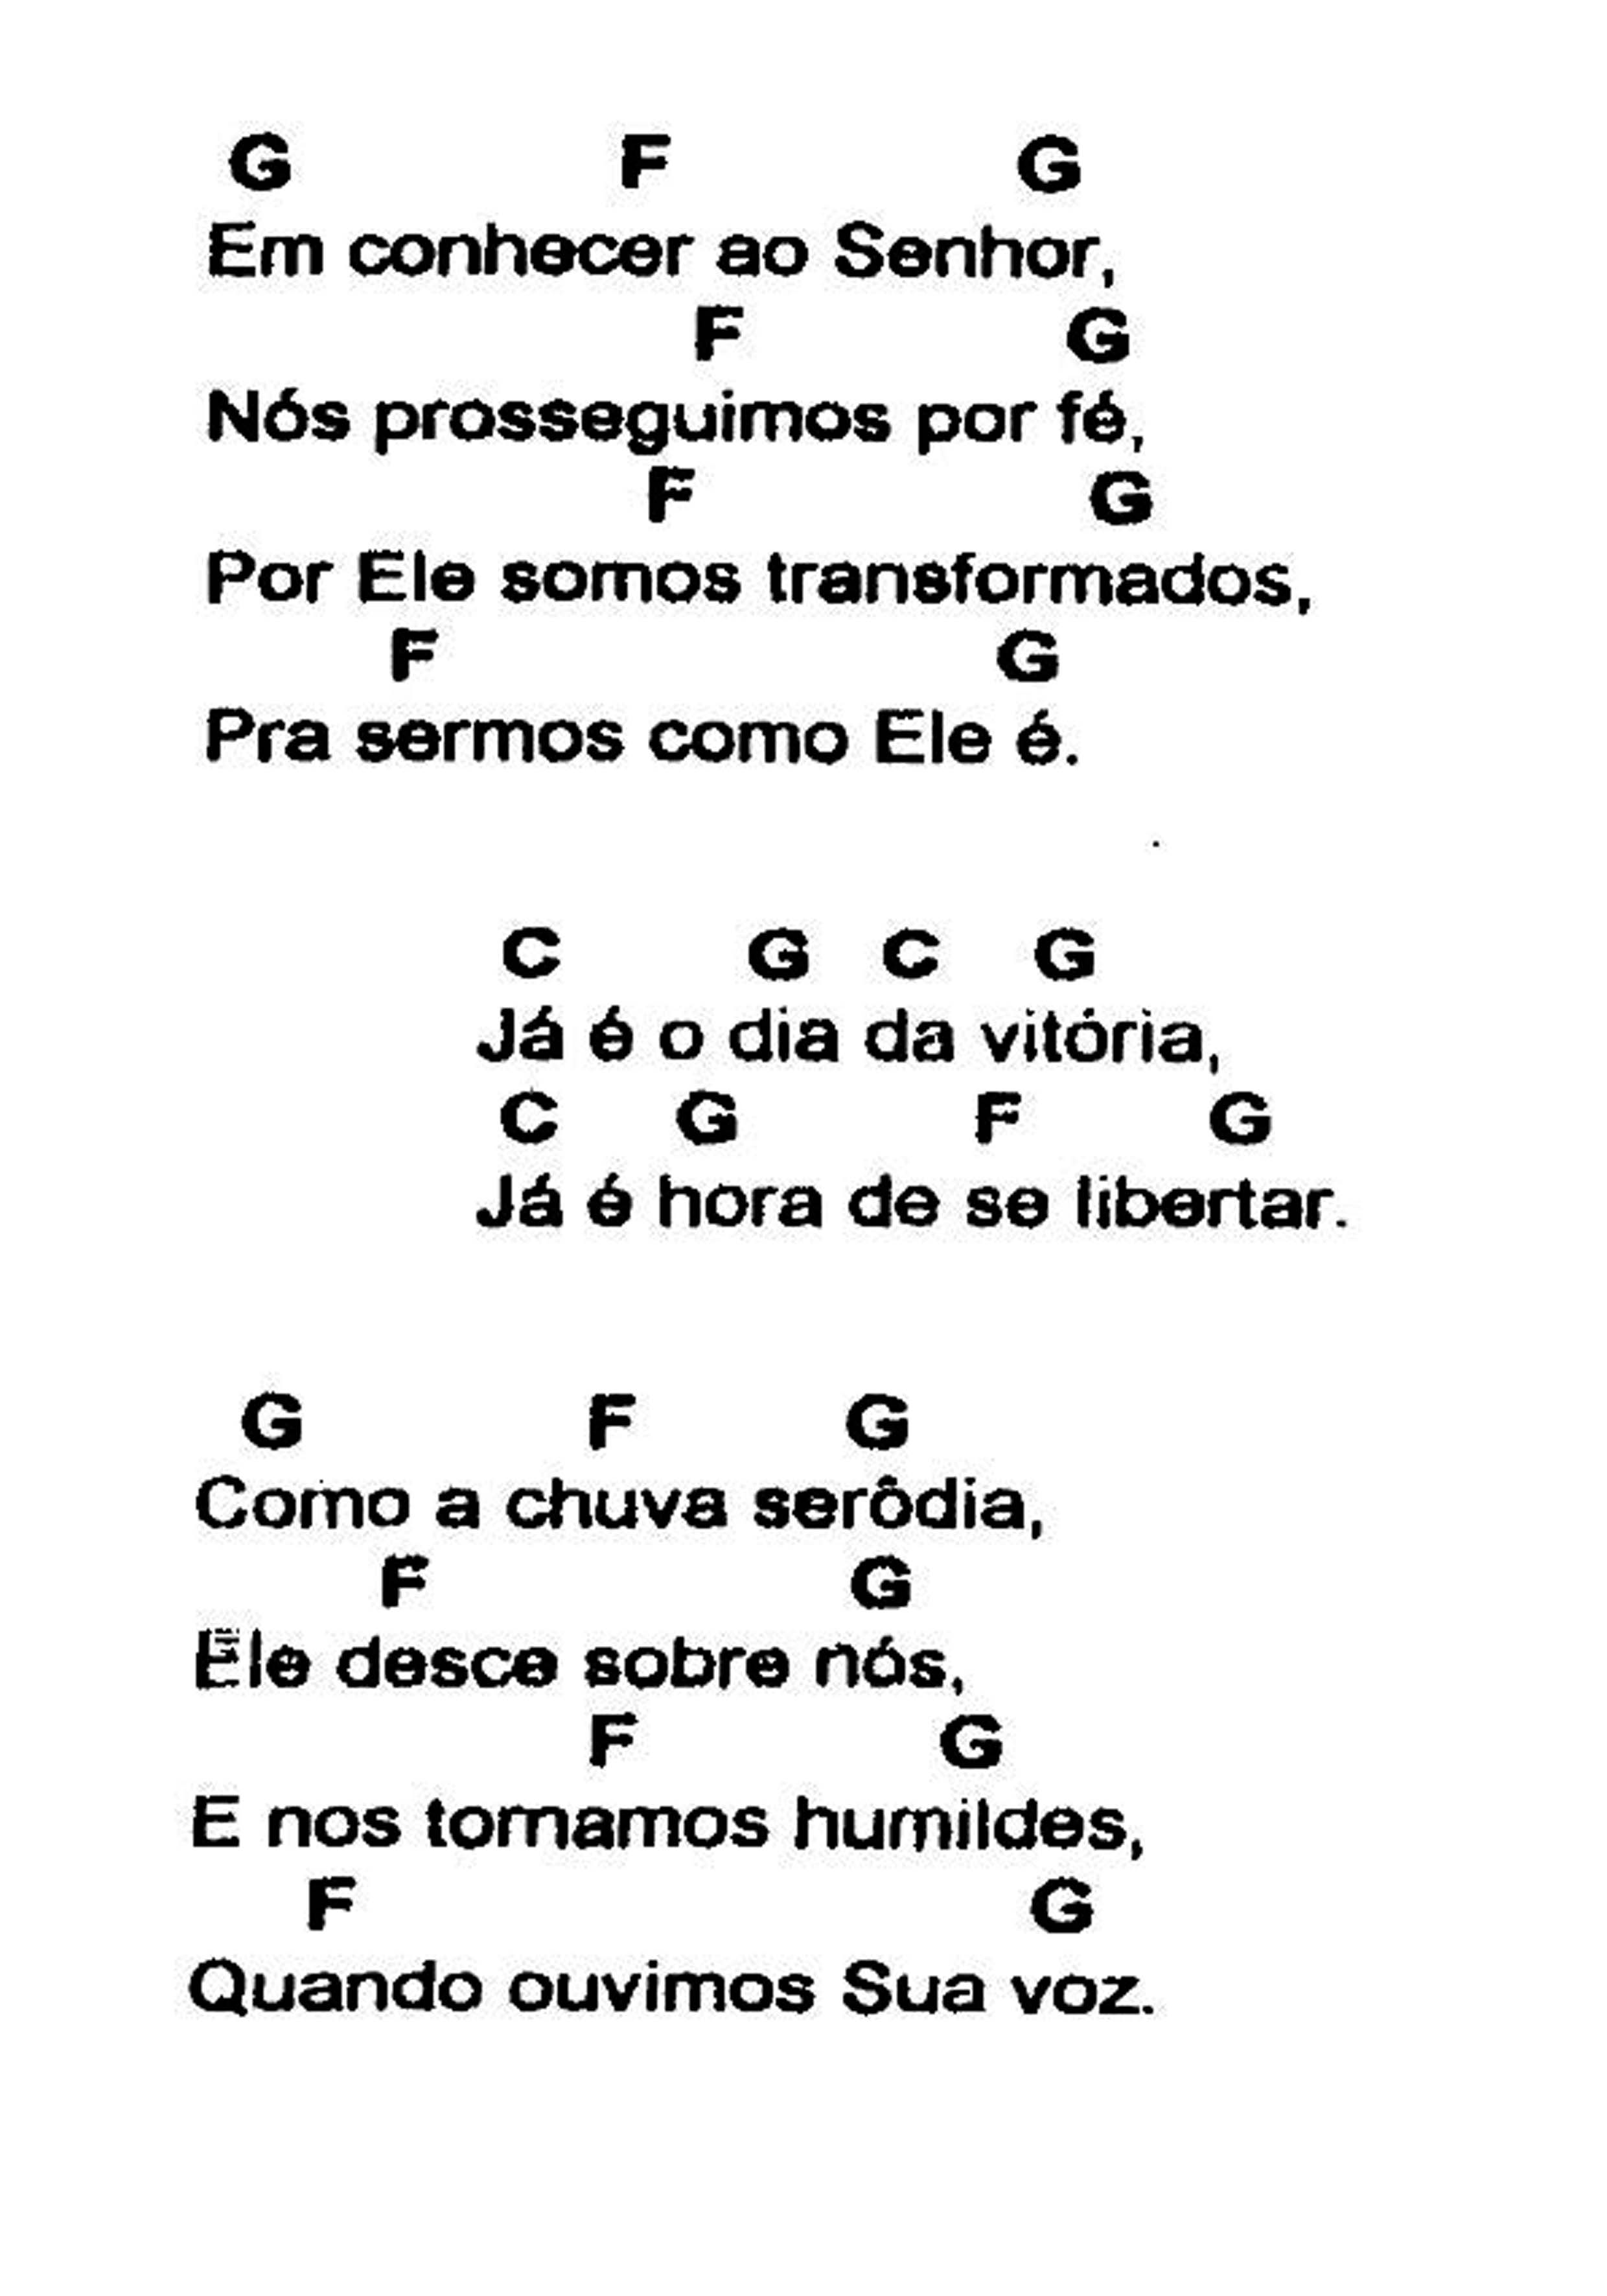 G F G
Em conhecer ao Senhor,
F G
Nós prosseguimos por fé,
F G
Por Ele somos transformados,
F G
Pra sermos como Ele é.
C G C G
Já é o dia da vitória,
C G F G
Já é hora de se libertar.
G F G
Como a chuva serôdia,
F G
Ele desce sobre nós,
F G
E nos tornamos humildes,
F G
Quando ouvimos Sua voz.